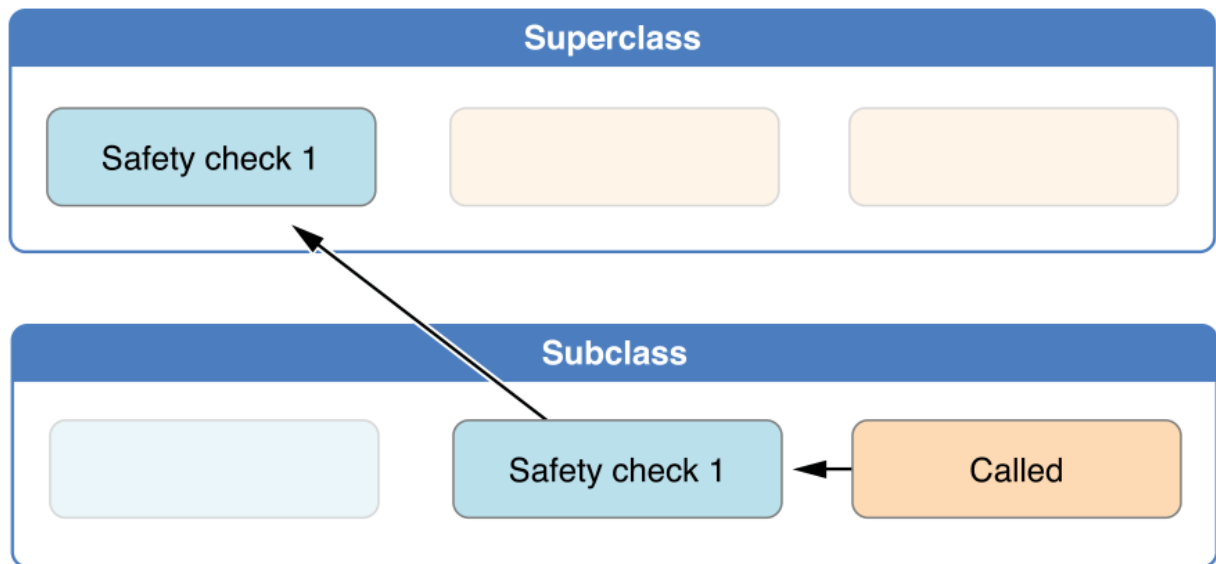 Superclass
Safety check 1
Subclass
Safety check 1
Called